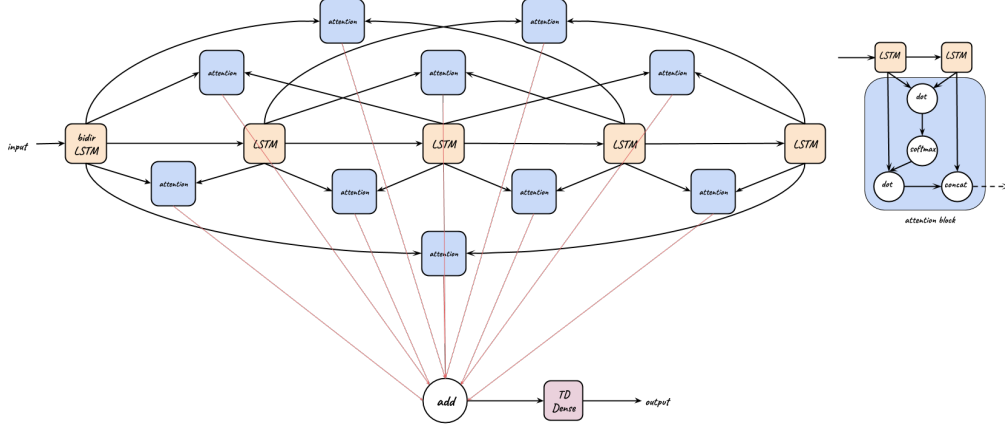 attention
attention
LSTM
LSTM
attention
attention
attention
dot
bidir
LSTM
LSTM
LSTM
LSTM
LSTM
input
softmax
attention
attention
attention
attention
dot
concat
attention block
attention
add
TD
Dense
output